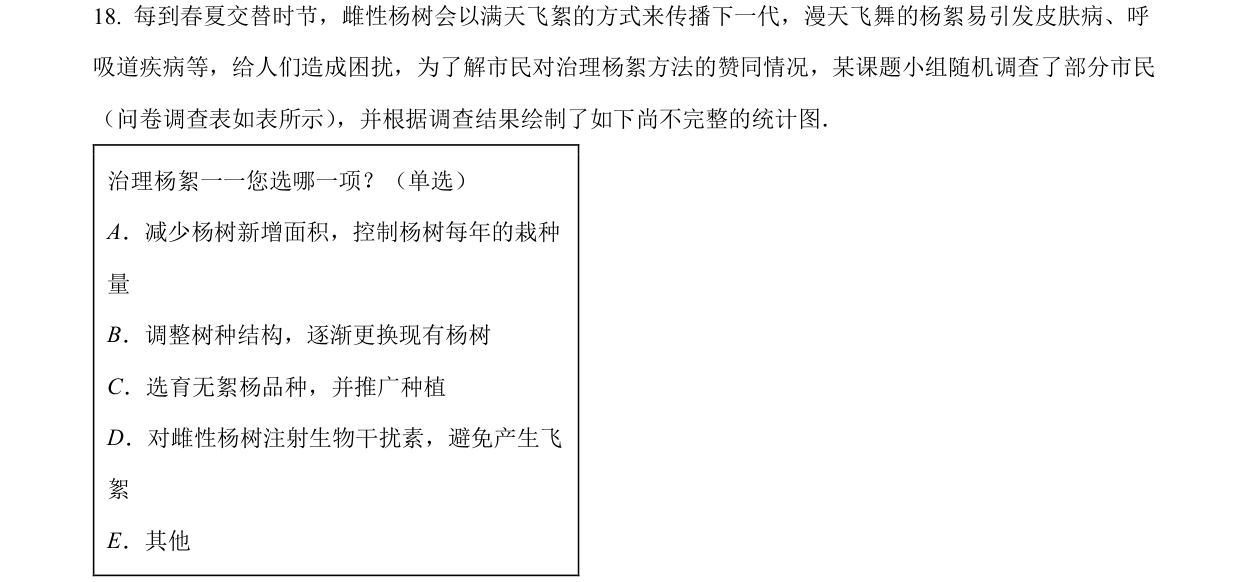 18. 每到春夏交替时节，雌性杨树会以满天飞絮的方式来传播下一代，漫天飞舞的杨絮易引发皮肤病、呼
吸道疾病等，给人们造成困扰，为了解市民对治理杨絮方法的赞同情况，某课题小组随机调查了部分市民
（问卷调查表如表所示），并根据调查结果绘制了如下尚不完整的统计图．
治理杨絮一一您选哪一项？（单选）
A．减少杨树新增面积，控制杨树每年的栽种
量
B．调整树种结构，逐渐更换现有杨树
C．选育无絮杨品种，并推广种植
D．对雌性杨树注射生物干扰素，避免产生飞
絮
E．其他